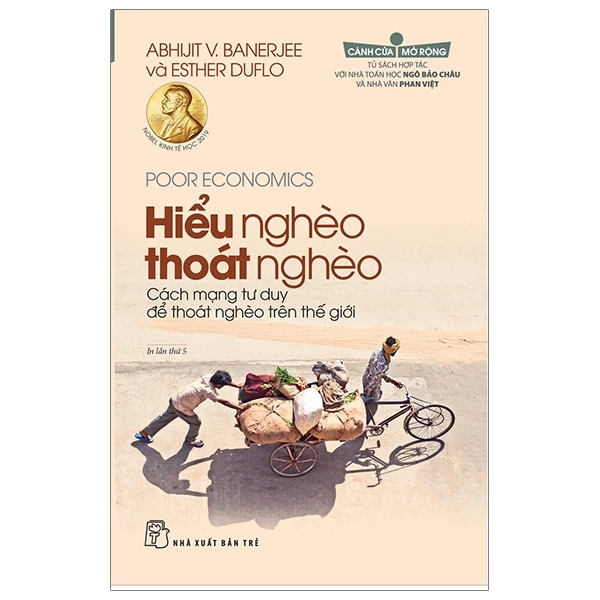 ABHIJIT V. BANERJEE
và ESTHER DUFLO
CÁNH CỬA MỞ RỘNG
TỦ SÁCH HỢP TÁC
VỚI NHÀ TOÁN HỌC NGÔ BẢO CHÂU
VÀ NHÀ VĂN PHAN VIỆT
NOBEL KINH TẾ HỌC 2019
POOR ECONOMICS
Hiểu nghèo
thoát nghèo
Cách mạng tư duy
để thoát nghèo trên thế giới
In lần thứ 5
NHÀ XUẤT BẢN TRẺ